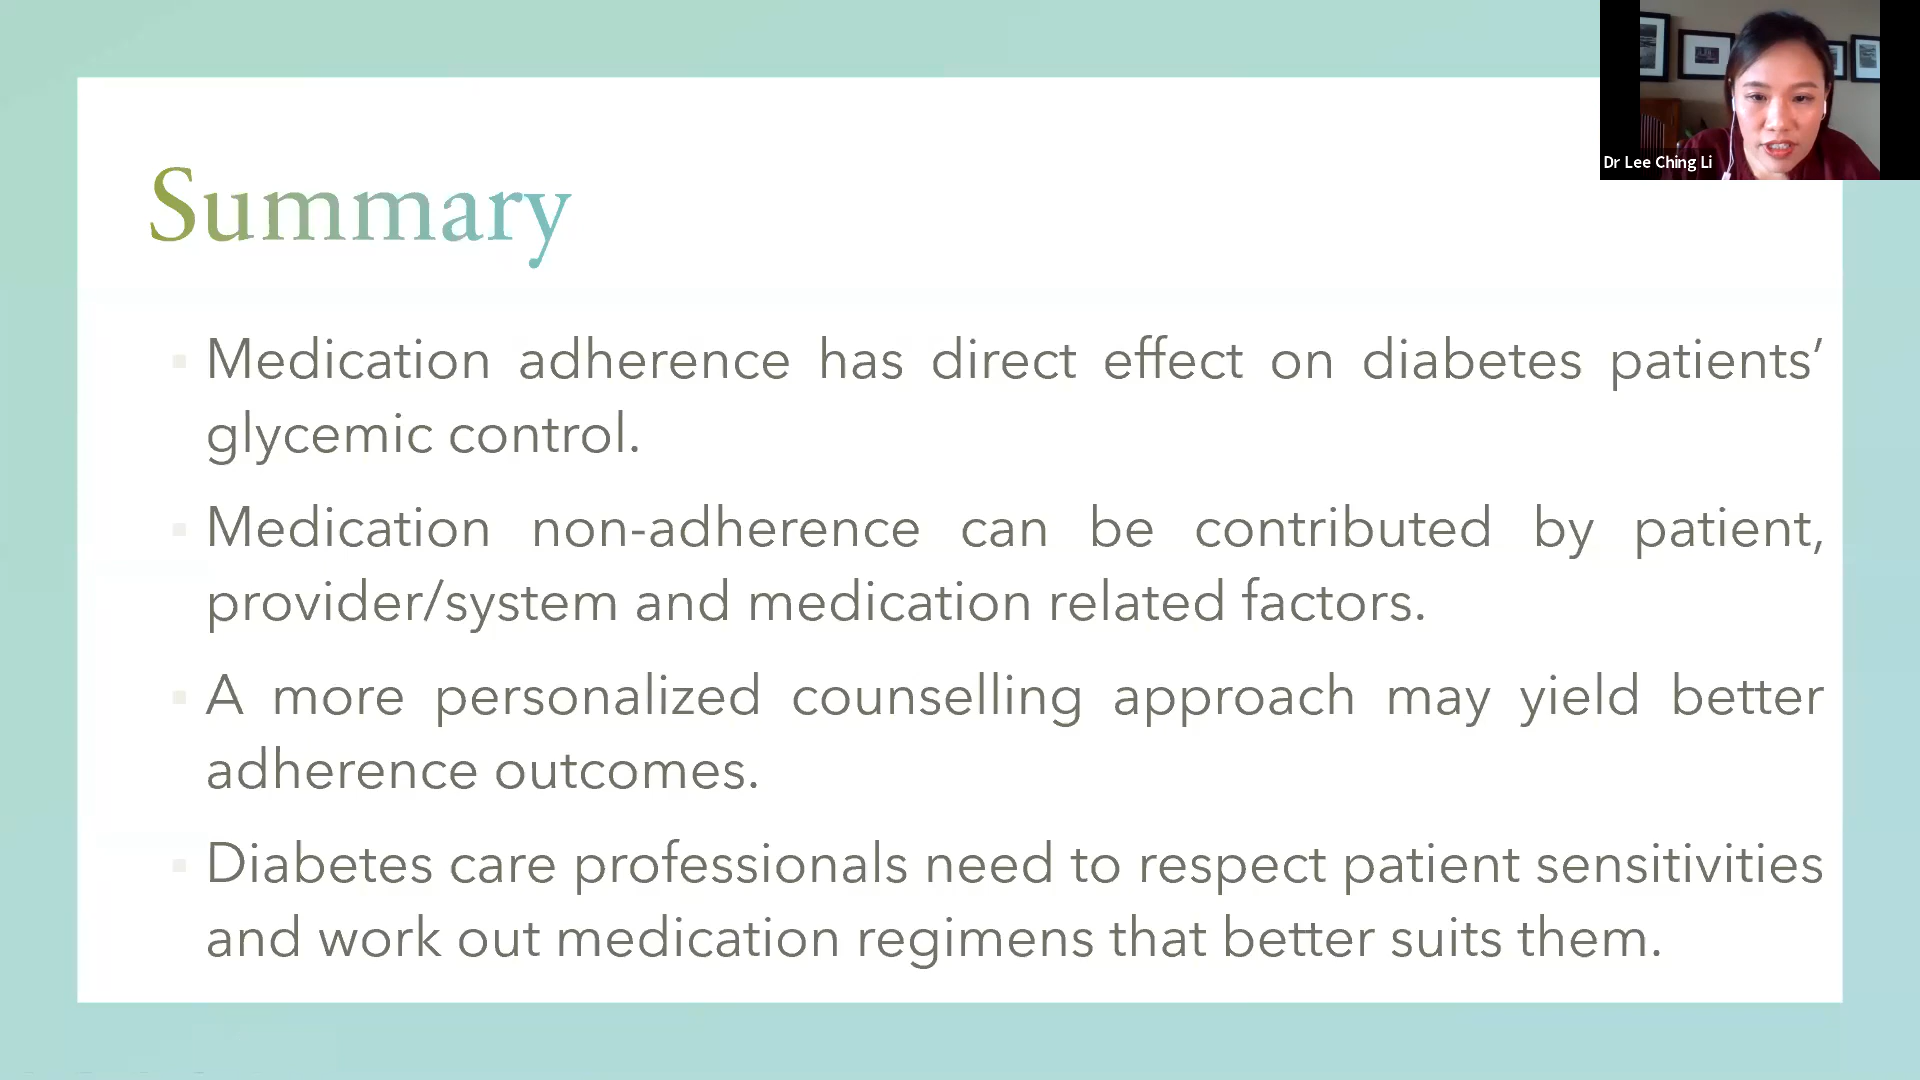 Dr Lee Ching Li
Summary
Medication adherence has direct effect on diabetes patients’
glycemic control.
Medication non-adherence can be contributed by patient,
provider/system and medication related factors.
A more personalized counselling approach may yield better
adherence outcomes.
Diabetes care professionals need to respect patient sensitivities
and work out medication regimens that better suits them.